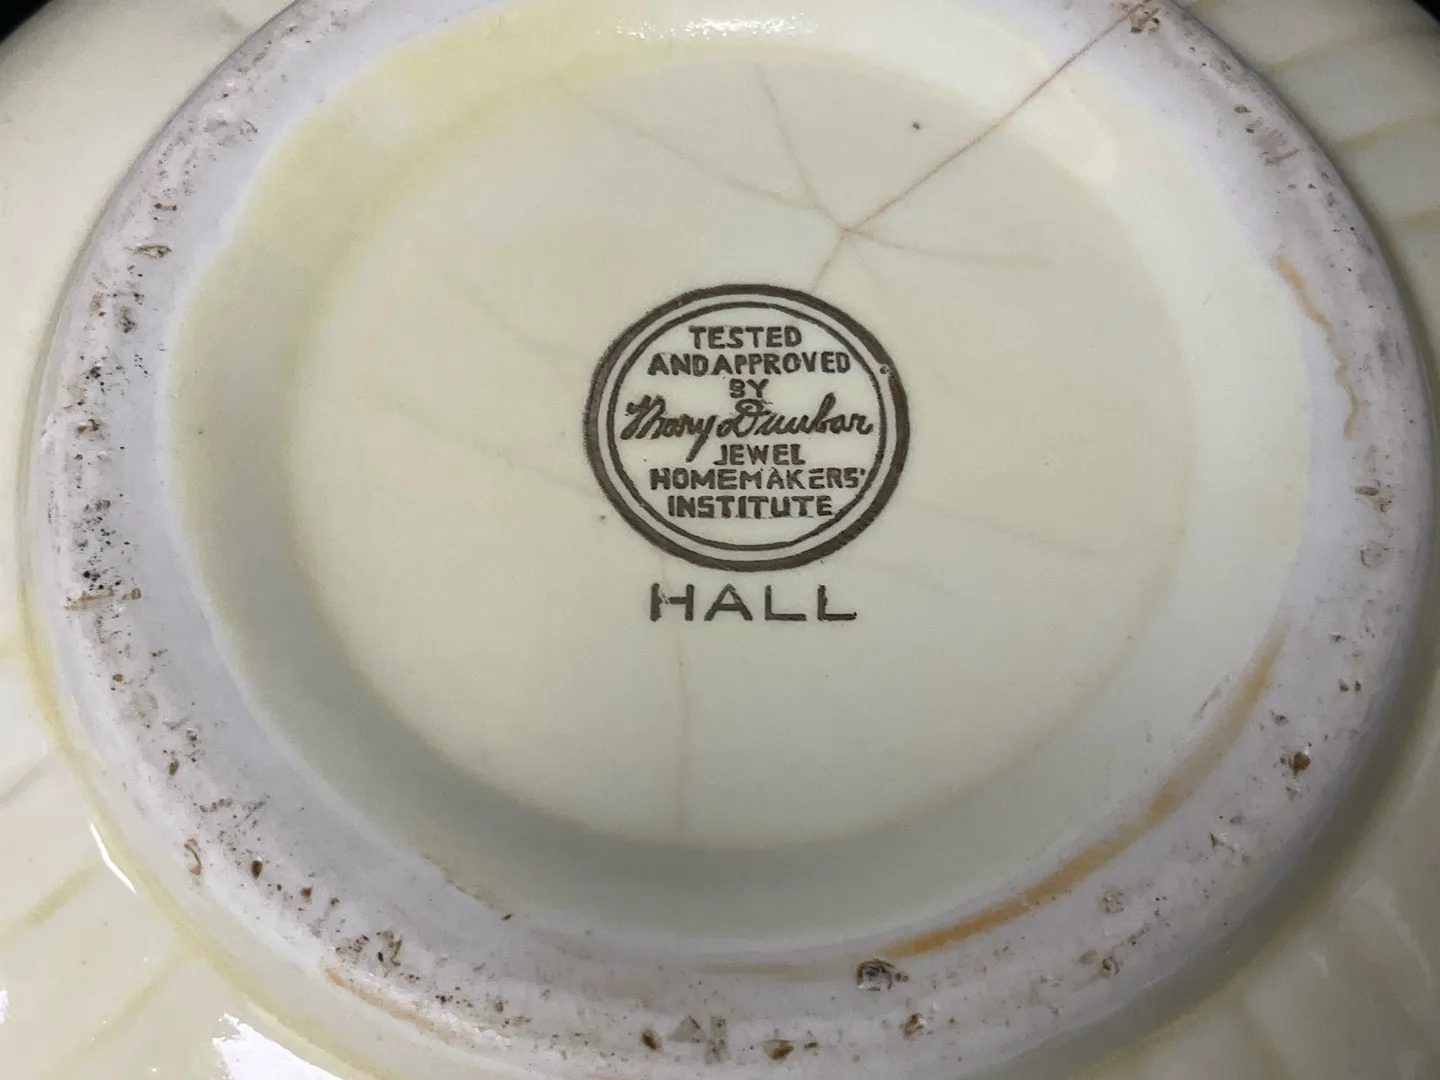 TESTED
AND APPROVED
BY
Mary Dunbar
JEWEL
HOMEMAKERS'
INSTITUTE
HALL